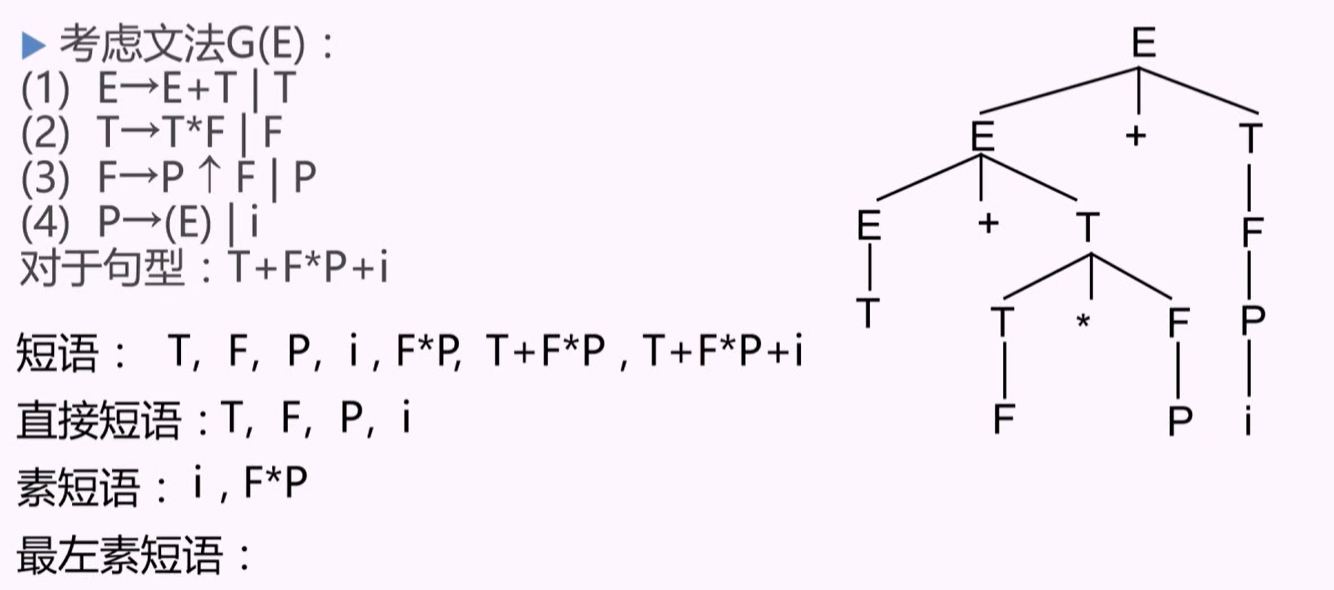 ▶ 考虑文法G(E)：
(1) E→E+T | T
(2) T→T*F | F
(3) F→P↑F | P
(4) P→(E) | i
对于句型：T+F*P+i
短语： T, F, P, i , F*P, T+F*P , T+F*P+i
直接短语：T, F, P, i
素短语： i , F*P
最左素短语：
E
E + T
E + T F
T T * F P
F P i